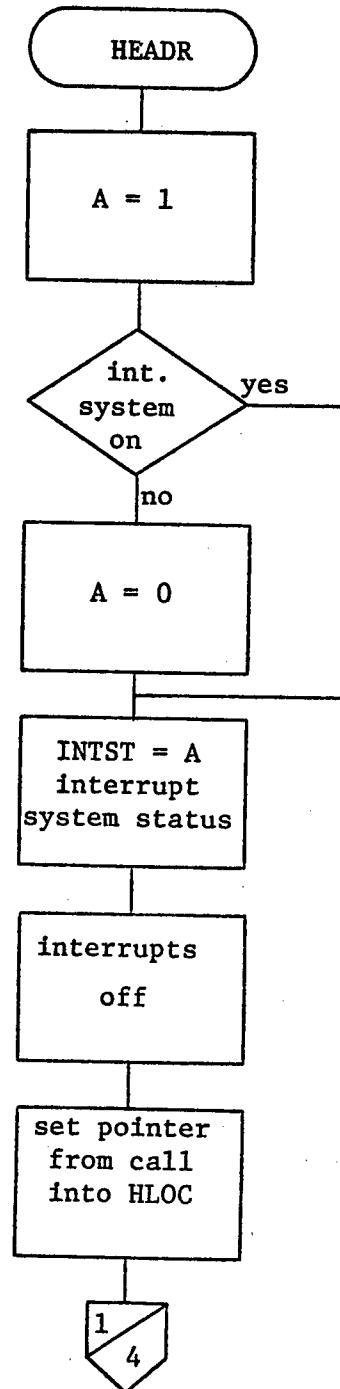 HEADR
A = 1
int.
system
on
yes
no
A = 0
INTST = A
interrupt
system status
interrupts
off
set pointer
from call
into HLOC
1
4